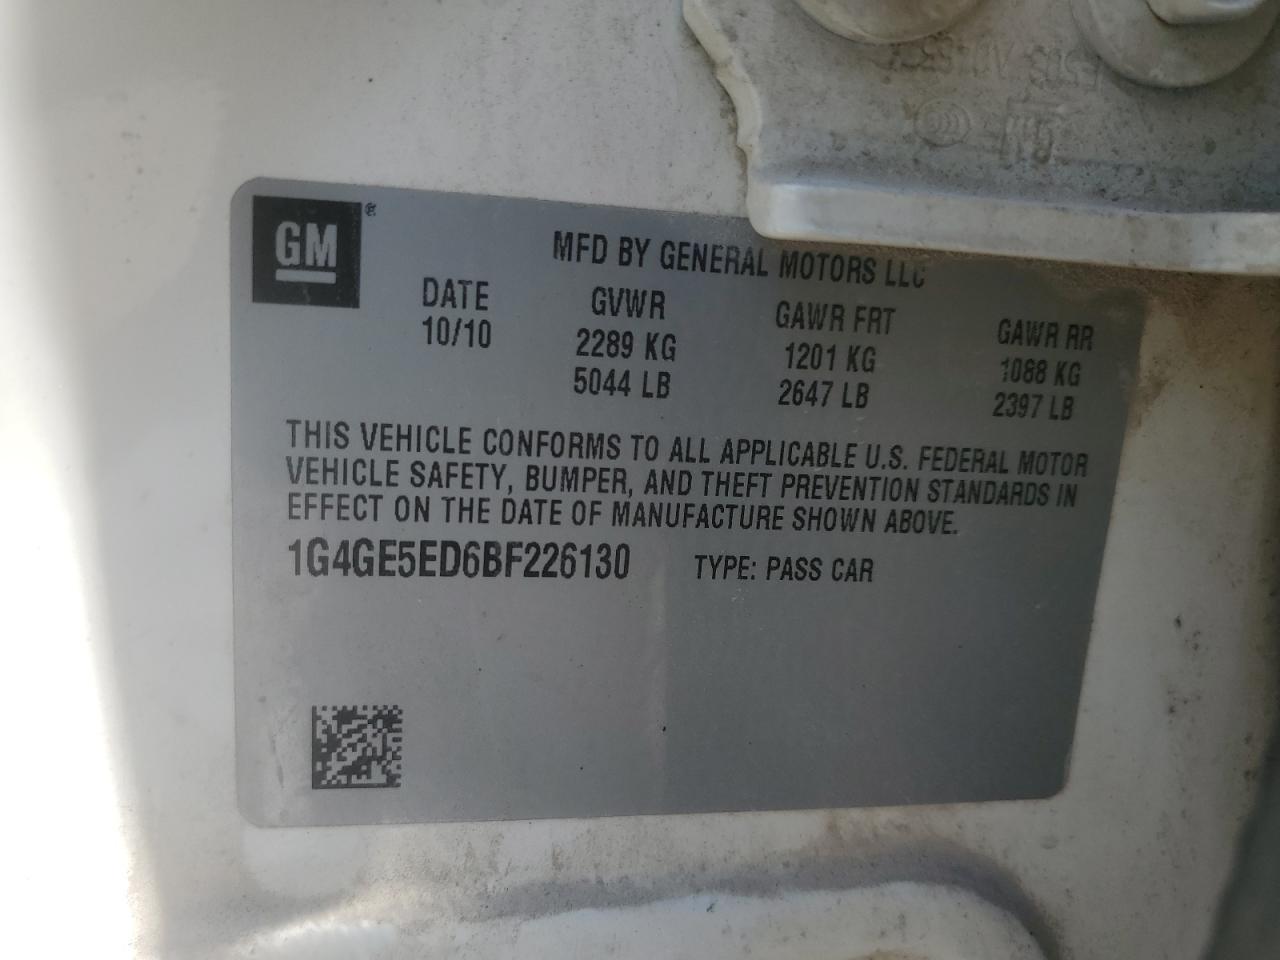 GM®
MFD BY GENERAL MOTORS LLC
DATE GVWR GAWR FRT GAWR RR
10/10 2289 KG 1201 KG 1088 KG
5044 LB 2647 LB 2397 LB
THIS VEHICLE CONFORMS TO ALL APPLICABLE U.S. FEDERAL MOTOR
VEHICLE SAFETY, BUMPER, AND THEFT PREVENTION STANDARDS IN
EFFECT ON THE DATE OF MANUFACTURE SHOWN ABOVE.
1G4GE5ED6BF226130 TYPE: PASS CAR
GM